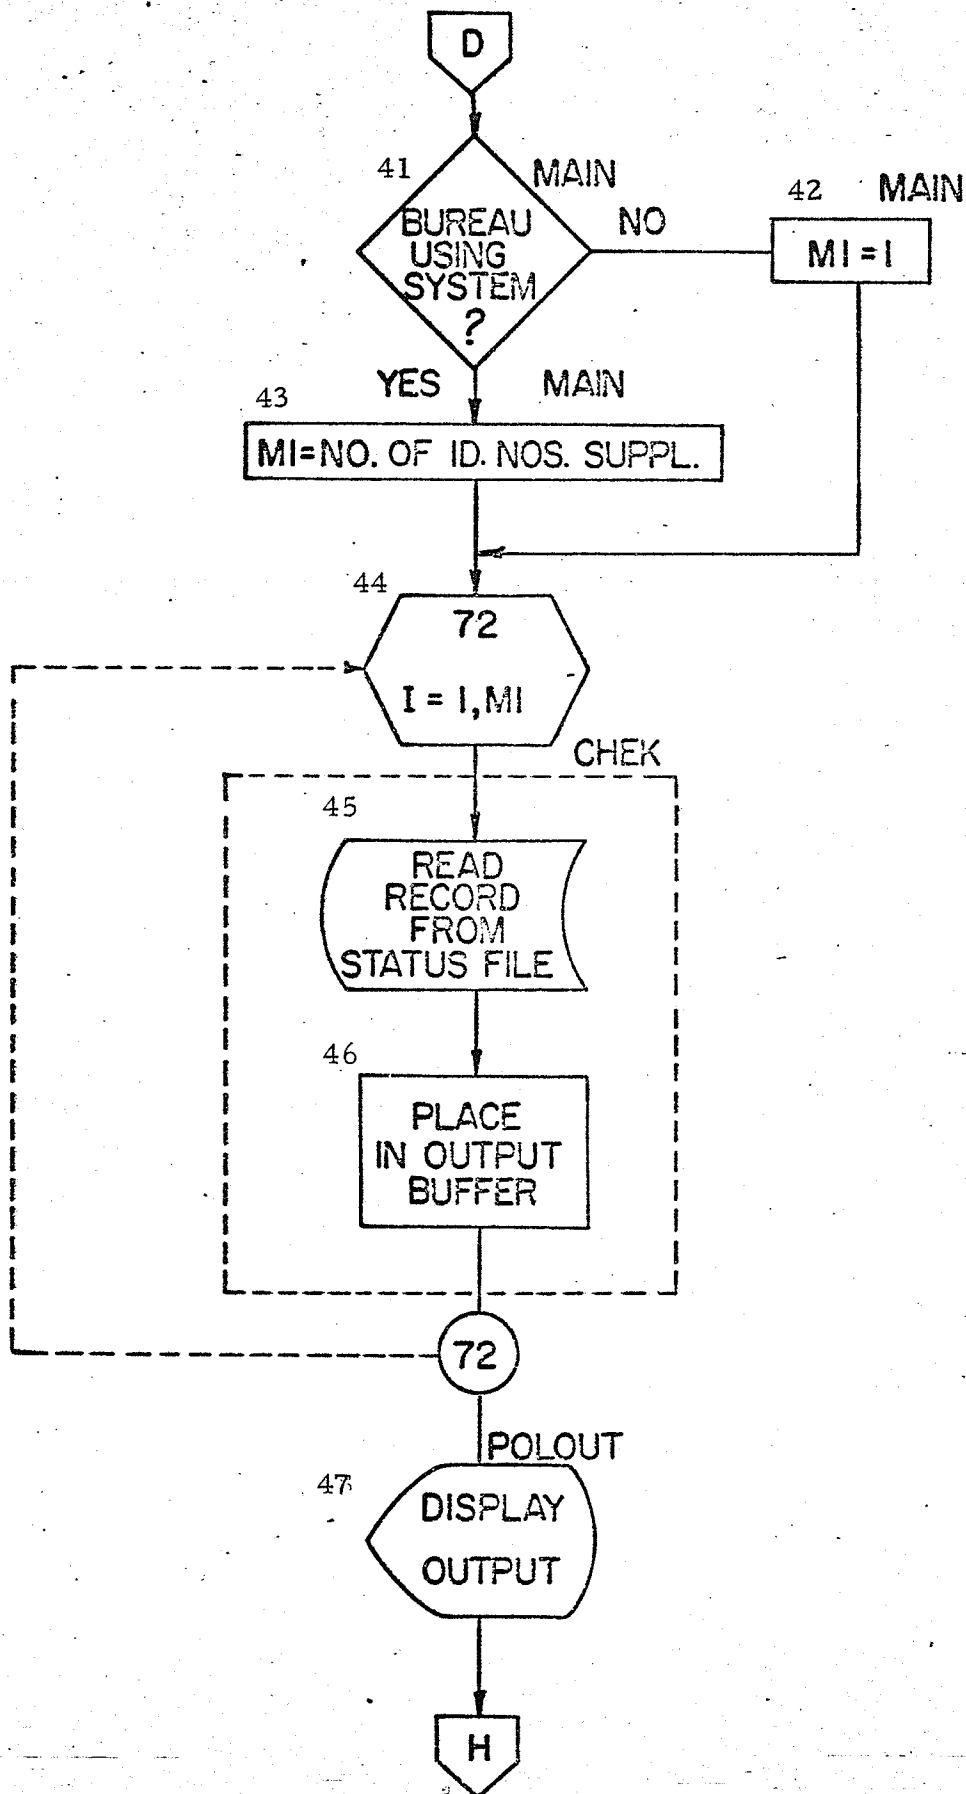 D
41
MAIN
BUREAU
USING
SYSTEM
?
NO
42
MAIN
MI = I
YES
MAIN
43
MI=NO. OF ID. NOS. SUPPL.
44
72
I = I, MI
CHEK
45
READ
RECORD
FROM
STATUS FILE
46
PLACE
IN OUTPUT
BUFFER
72
POLOUT
47
DISPLAY
OUTPUT
H